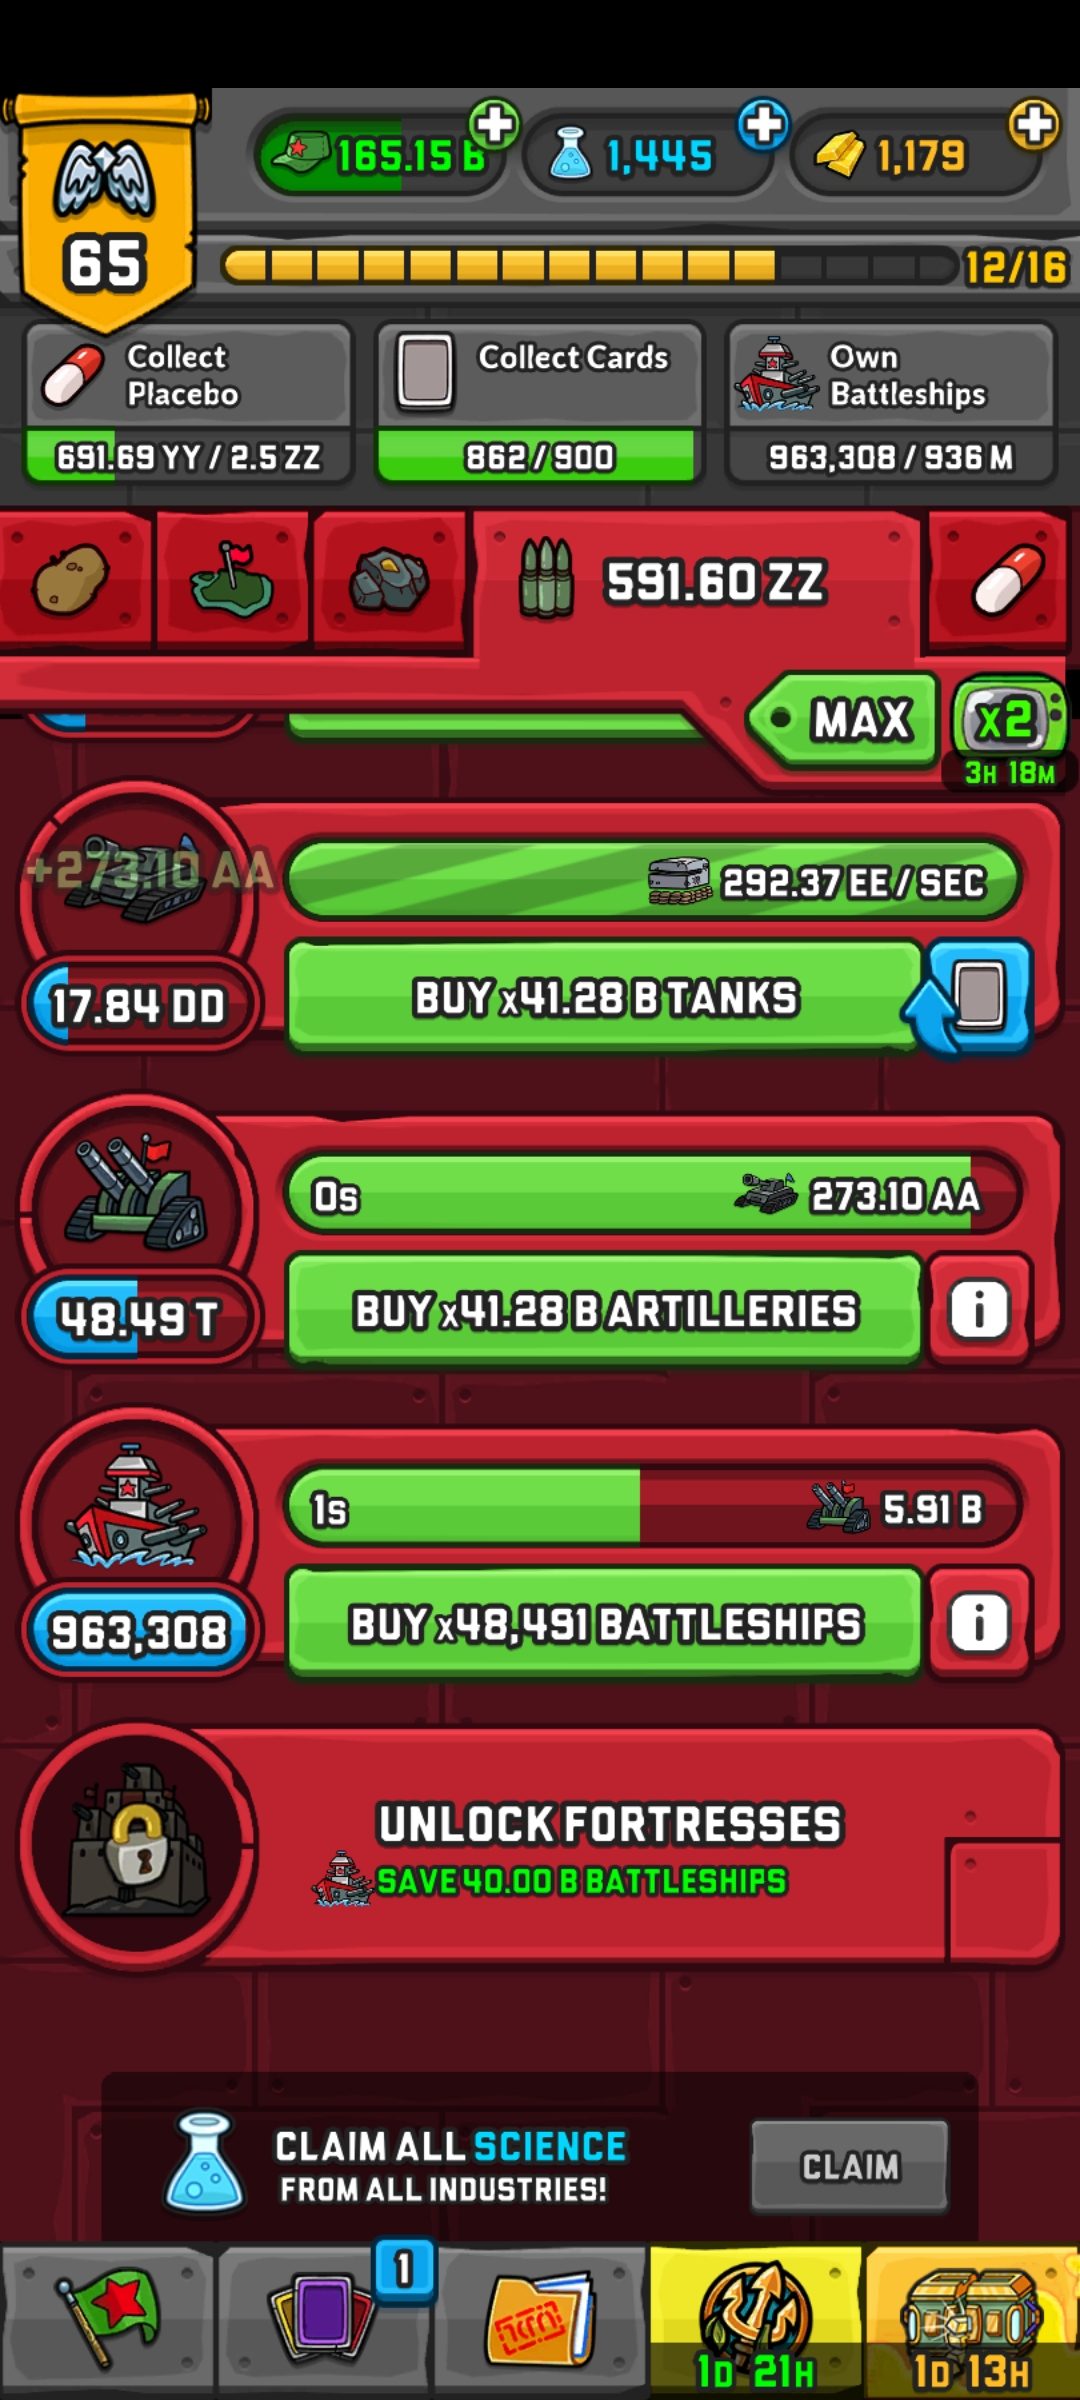 165.15 B
1,445
1,179
65
12/16
Collect
Placebo
691.69 YY / 2.5 ZZ
Collect Cards
862/900
Own
Battleships
963,308 / 936 M
591.60 ZZ
MAX
x2
3H 18M
+273.10 AA
292.37 EE / SEC
17.84 DD
BUY x41.28 B TANKS
0s
273.10 AA
48.49 T
BUY x41.28 B ARTILLERIES
i
1s
5.91 B
963,308
BUY x48,491 BATTLESHIPS
i
UNLOCK FORTRESSES
SAVE 40.00 B BATTLESHIPS
CLAIM ALL SCIENCE
FROM ALL INDUSTRIES!
CLAIM
1
1D 21H
1D 13H